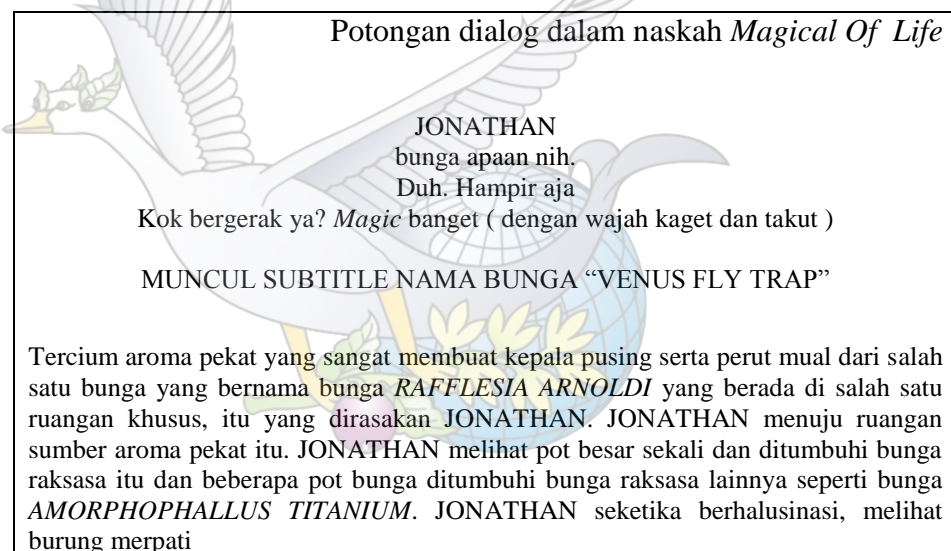 Potongan dialog dalam naskah Magical Of Life
JONATHAN
bunga apaan nih.
Duh. Hampir aja
Kok bergerak ya? Magic banget ( dengan wajah kaget dan takut )
MUNCUL SUBTITLE NAMA BUNGA “VENUS FLY TRAP”
Tercium aroma pekat yang sangat membuat kepala pusing serta perut mual dari salah
satu bunga yang bernama bunga RAFFLESIA ARNOLDI yang berada di salah satu
ruangan khusus, itu yang dirasakan JONATHAN. JONATHAN menuju ruangan
sumber aroma pekat itu. JONATHAN melihat pot besar sekali dan ditumbuhi bunga
raksasa itu dan beberapa pot bunga ditumbuhi bunga raksasa lainnya seperti bunga
AMORPHOPHALLUS TITANIUM. JONATHAN seketika berhalusinasi, melihat
burung merpati